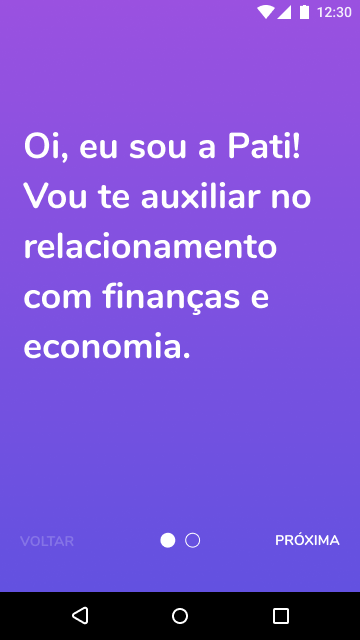 12:30
Oi, eu sou a Pati!
Vou te auxiliar no
relacionamento
com finanças e
economia.
VOLTAR
PRÓXIMA